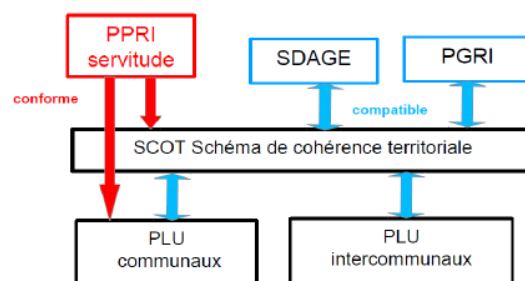 PPRI
servitude
SDAGE
PGRI
conforme
compatible
SCOT Schéma de cohérence territoriale
PLU
communaux
PLU
intercommunaux